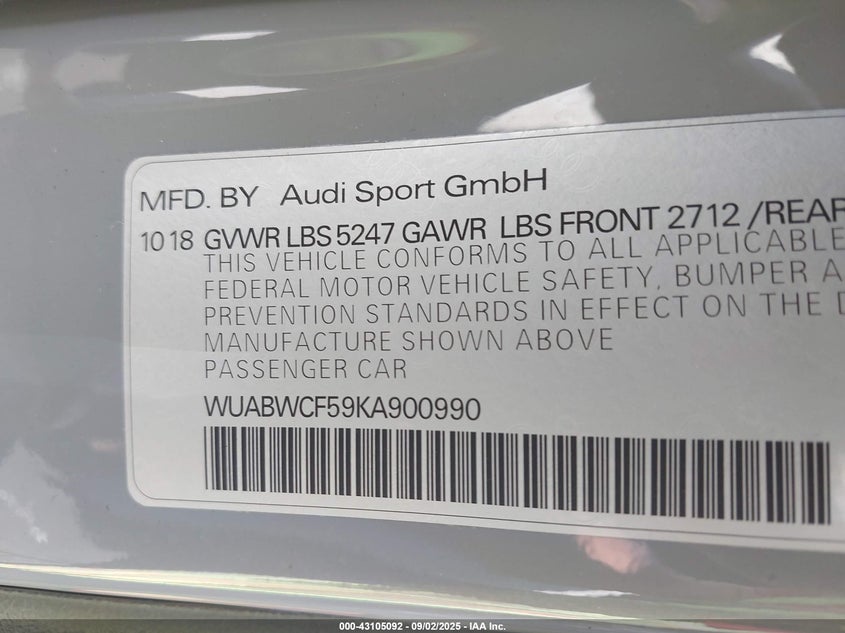 MFD. BY Audi Sport GmbH
10 18 GVWR LBS 5247 GAWR LBS FRONT 2712 /REAR
THIS VEHICLE CONFORMS TO ALL APPLICABLE
FEDERAL MOTOR VEHICLE SAFETY, BUMPER A
PREVENTION STANDARDS IN EFFECT ON THE D
MANUFACTURE SHOWN ABOVE
PASSENGER CAR
WUABWCF59KA900990
000-43105092 - 09/02/2025 - IAA Inc.